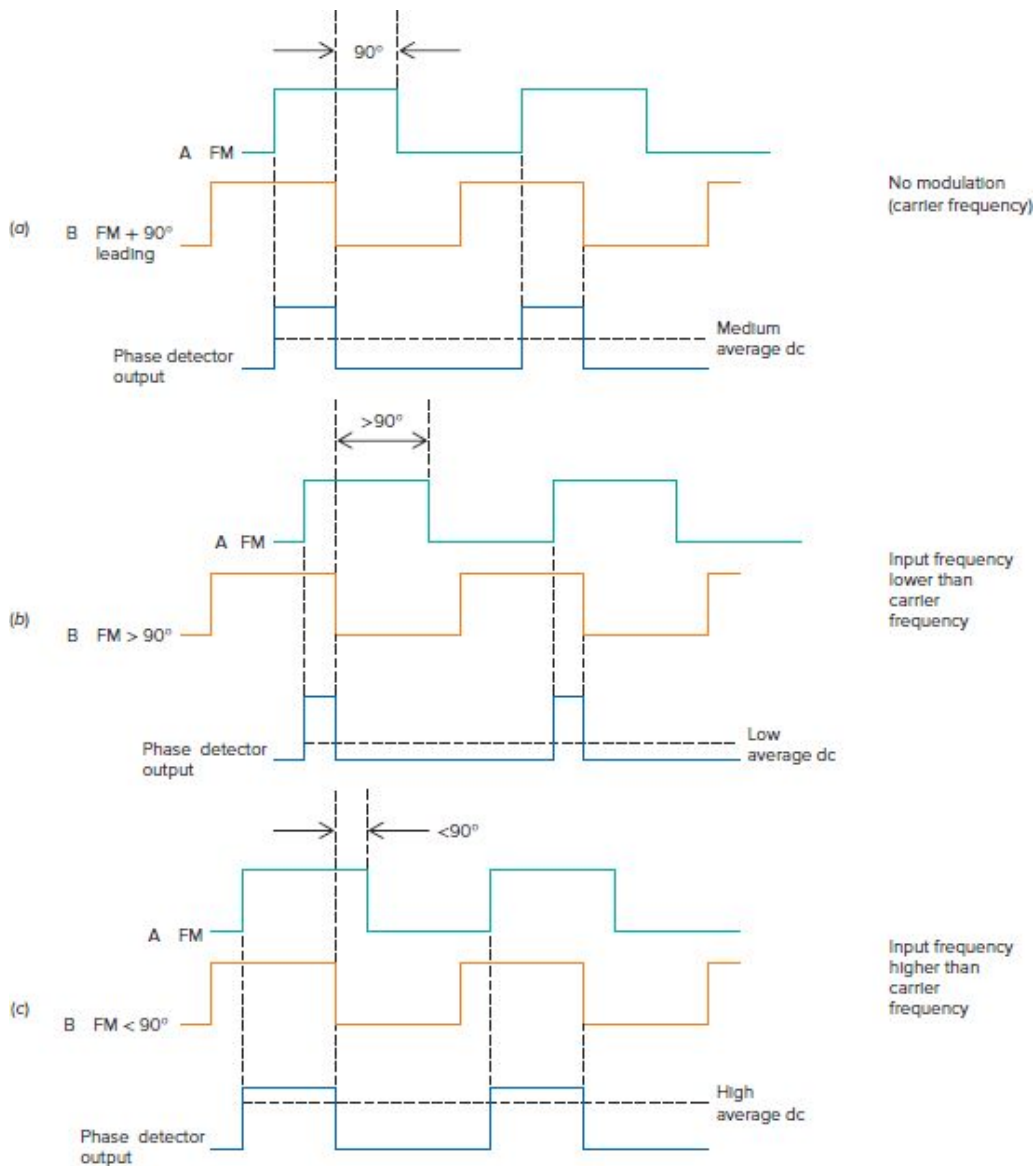 90°
A FM
No modulation
(carrier frequency)
(a)
B FM + 90°
leading
Medium
average dc
Phase detector
output
>90°
A FM
Input frequency
lower than
carrier
frequency
(b)
B FM > 90°
Low
average dc
Phase detector
output
<90°
A FM
Input frequency
higher than
carrier
frequency
(c)
B FM < 90°
High
average dc
Phase detector
output